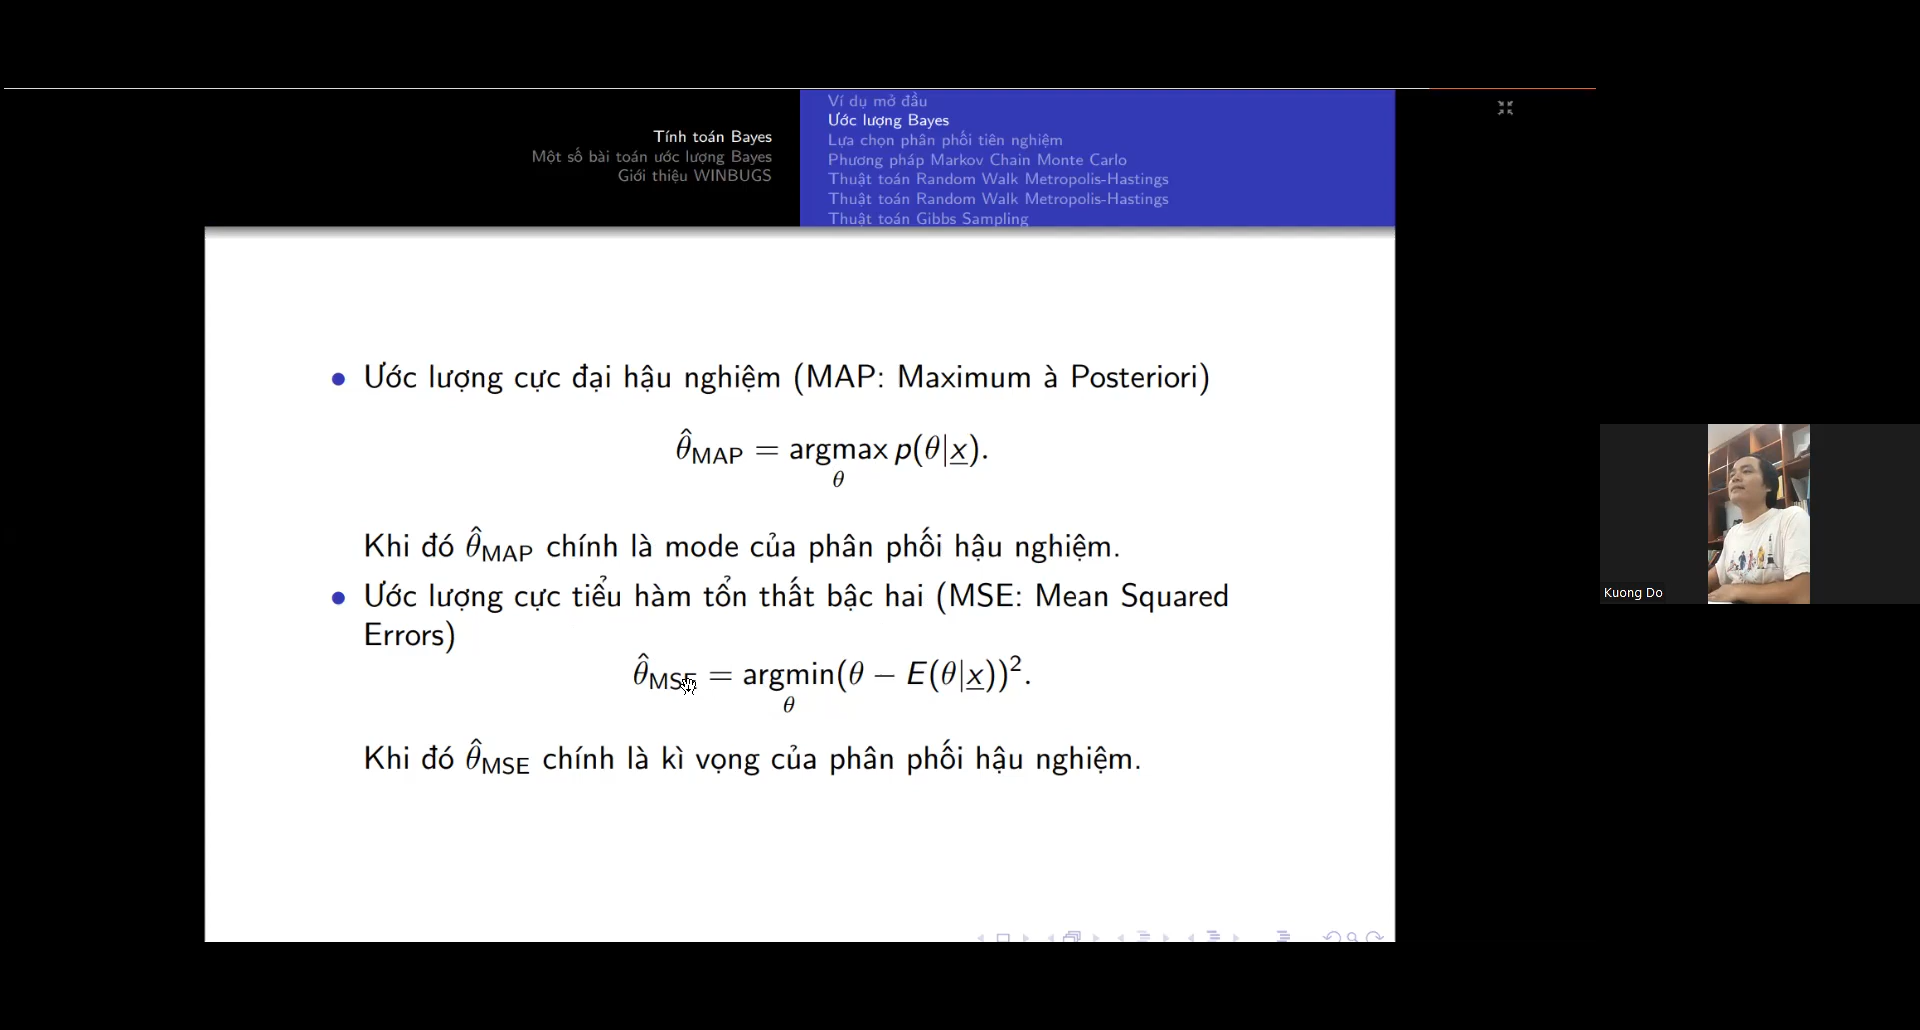 Tính toán Bayes
Một số bài toán ước lượng Bayes
Giới thiệu WINBUGS
Ví dụ mở đầu
Ước lượng Bayes
Lựa chọn phân phối tiên nghiệm
Phương pháp Markov Chain Monte Carlo
Thuật toán Random Walk Metropolis-Hastings
Thuật toán Random Walk Metropolis-Hastings
Thuật toán Gibbs Sampling
• Ước lượng cực đại hậu nghiệm (MAP: Maximum à Posteriori)
θ̂_MAP = argmax p(θ|x̲).
θ
Khi đó θ̂_MAP chính là mode của phân phối hậu nghiệm.
• Ước lượng cực tiểu hàm tổn thất bậc hai (MSE: Mean Squared
Errors)
θ̂_MSE = argmin(θ − E(θ|x̲))².
θ
Khi đó θ̂_MSE chính là kì vọng của phân phối hậu nghiệm.
Kuong Do